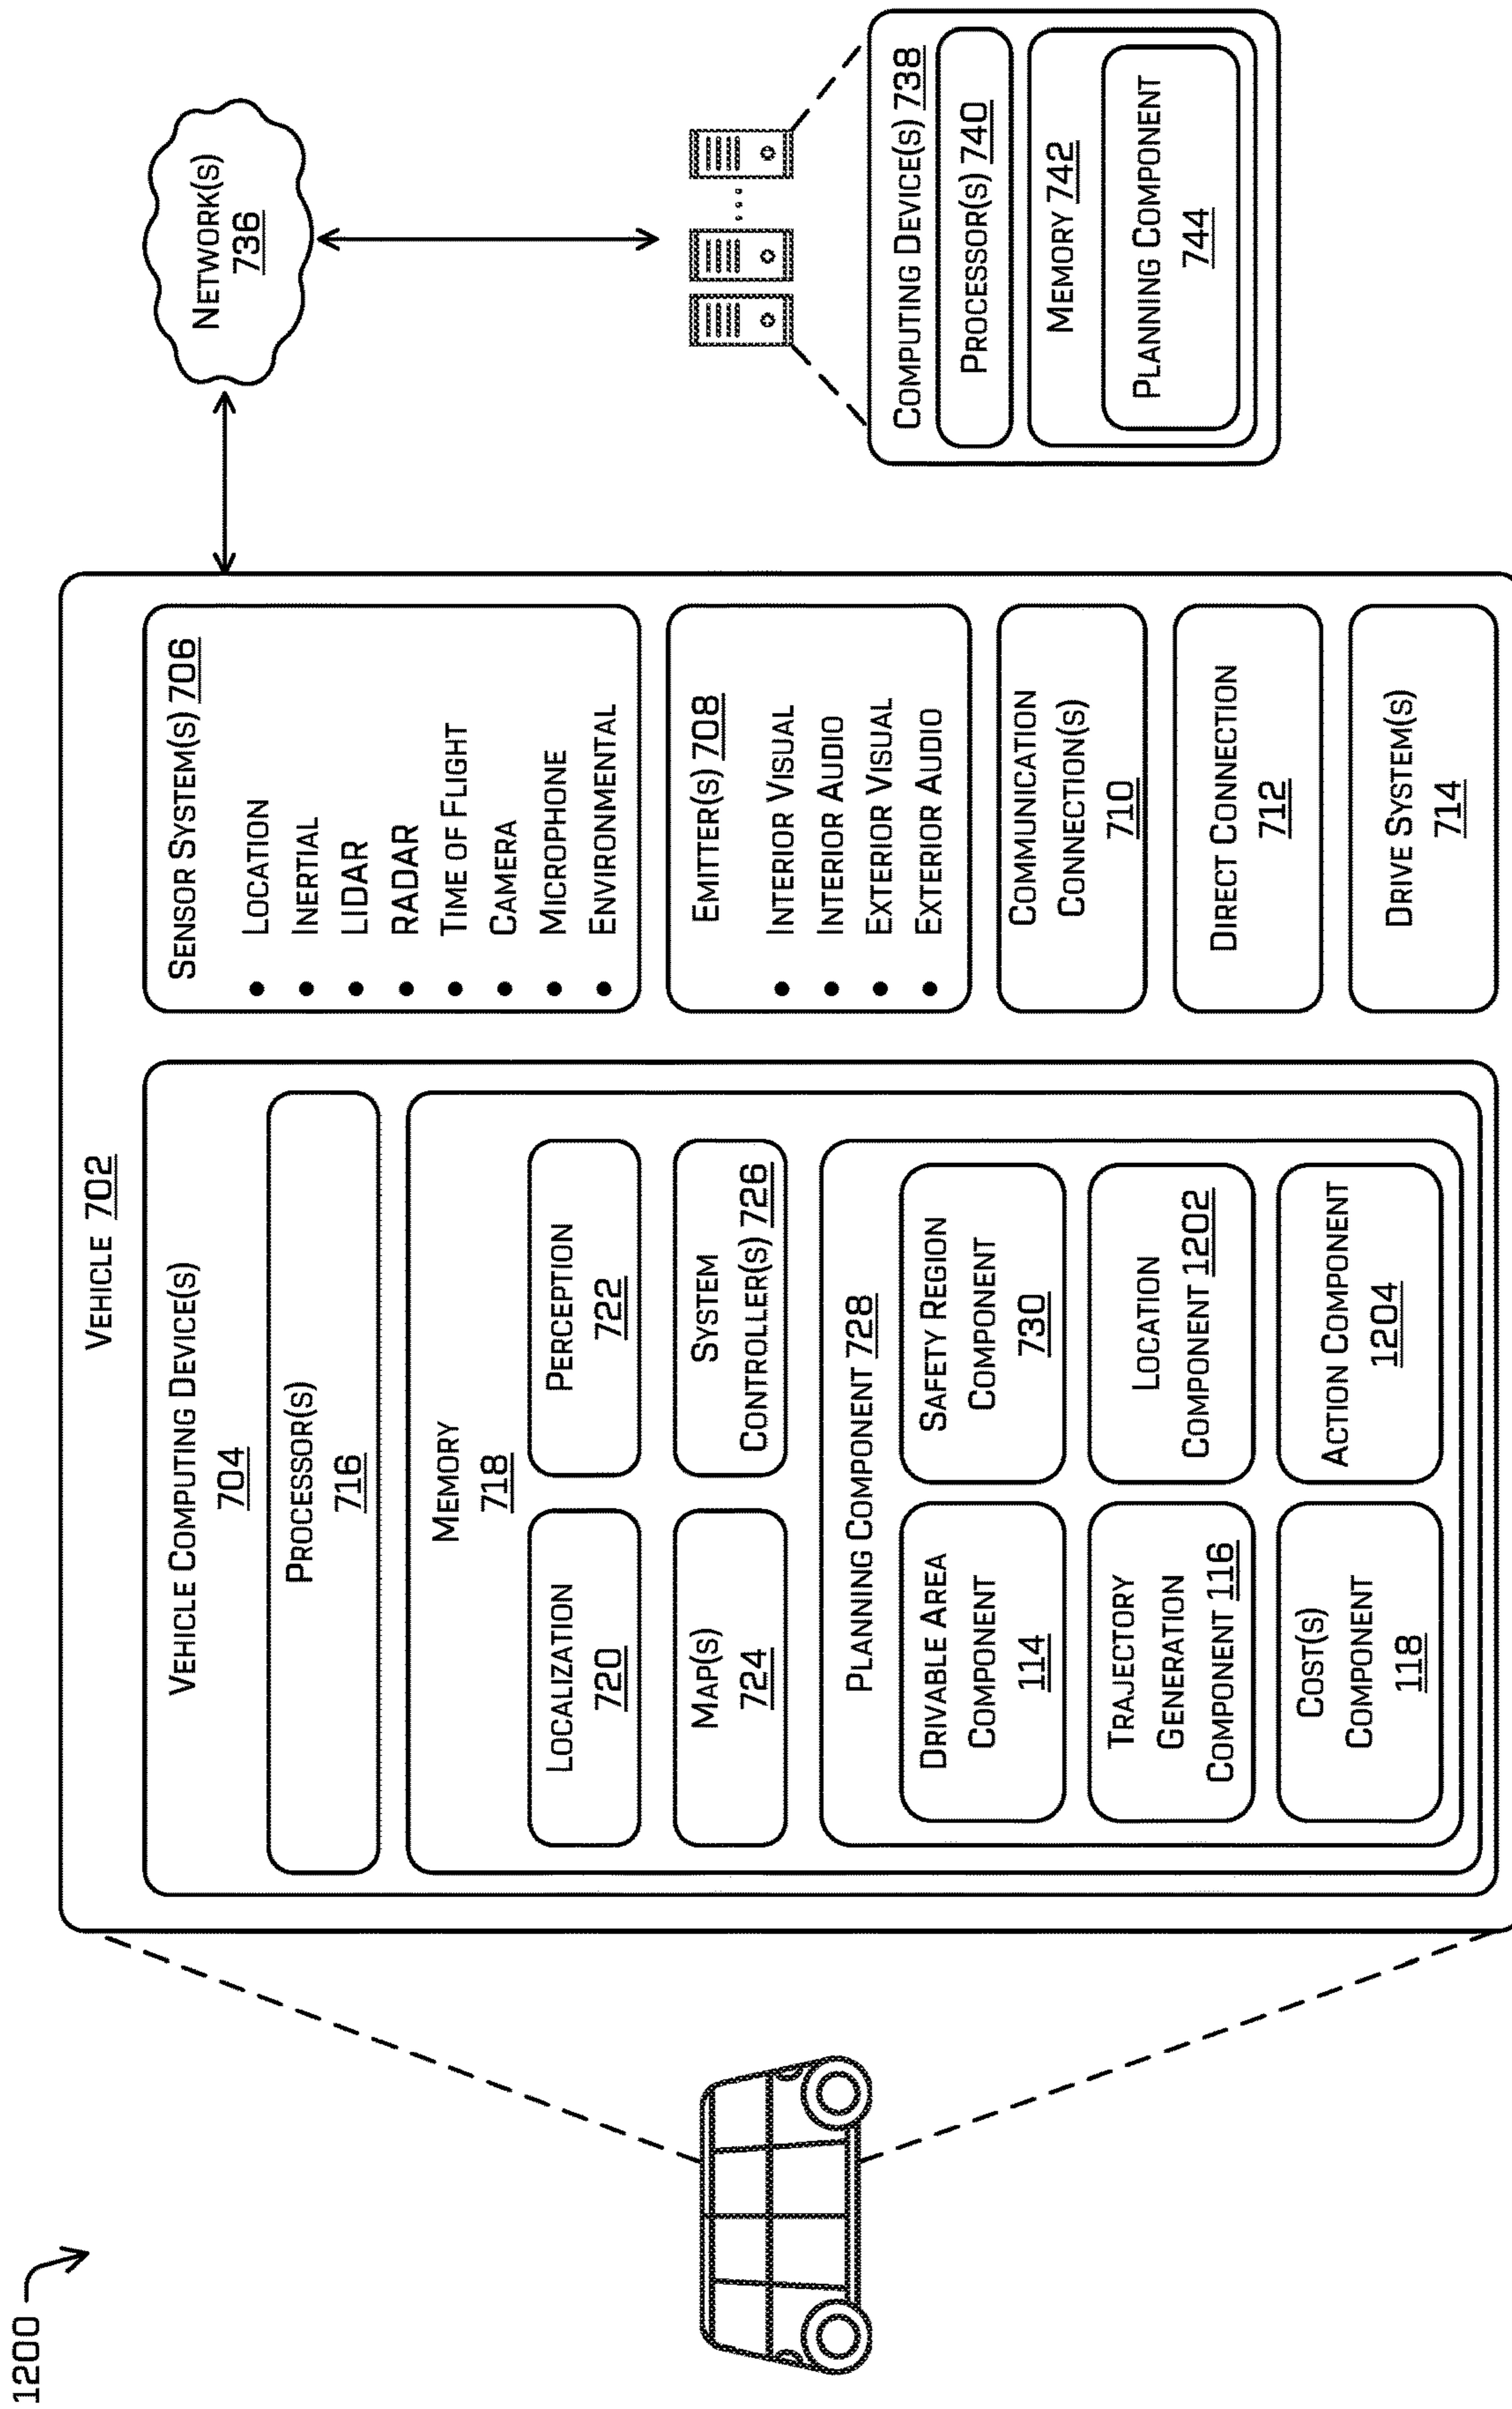 1200
VEHICLE 702
VEHICLE COMPUTING DEVICE(S)
704
PROCESSOR(S)
716
MEMORY
718
LOCALIZATION
720
PERCEPTION
722
MAP(S)
724
SYSTEM
CONTROLLER(S) 726
PLANNING COMPONENT 728
DRIVABLE AREA
COMPONENT
114
SAFETY REGION
COMPONENT
730
TRAJECTORY
GENERATION
COMPONENT 116
LOCATION
COMPONENT 1202
COST(S)
COMPONENT
118
ACTION COMPONENT
1204
SENSOR SYSTEM(S) 706
• LOCATION
• INERTIAL
• LIDAR
• RADAR
• TIME OF FLIGHT
• CAMERA
• MICROPHONE
• ENVIRONMENTAL
EMITTER(S) 708
• INTERIOR VISUAL
• INTERIOR AUDIO
• EXTERIOR VISUAL
• EXTERIOR AUDIO
COMMUNICATION
CONNECTION(S)
710
DIRECT CONNECTION
712
DRIVE SYSTEM(S)
714
NETWORK(S)
736
COMPUTING DEVICE(S) 738
PROCESSOR(S) 740
MEMORY 742
PLANNING COMPONENT
744